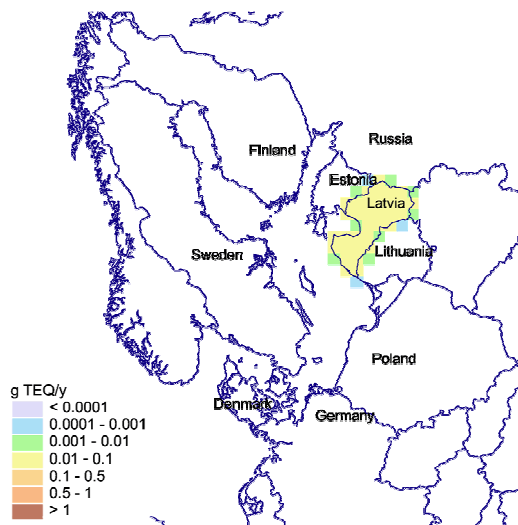 Russia
Finland
Estonia
Latvia
Sweden
Lithuania
Poland
g TEQ/y
< 0.0001
Denmark
0.0001 - 0.001
Germany
0.001 - 0.01
0.01 - 0.1
0.1 - 0.5
0.5 - 1
> 1